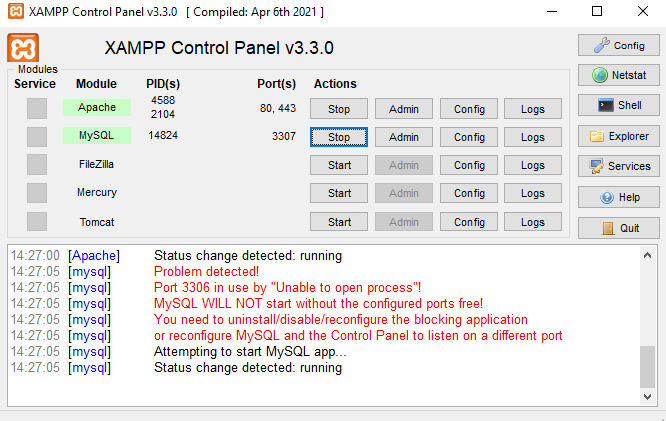 XAMPP Control Panel v3.3.0 [ Compiled: Apr 6th 2021 ]
XAMPP Control Panel v3.3.0
Config
Modules
Service Module PID(s) Port(s) Actions
Netstat
Apache 4588 2104 80, 443 Stop Admin Config Logs
Shell
MySQL 14824 3307 Stop Admin Config Logs
Explorer
FileZilla Start Admin Config Logs
Services
Mercury Start Admin Config Logs
Help
Tomcat Start Admin Config Logs
Quit
14:27:00 [Apache] Status change detected: running
14:27:05 [mysql] Problem detected!
14:27:05 [mysql] Port 3306 in use by "Unable to open process"!
14:27:05 [mysql] MySQL WILL NOT start without the configured ports free!
14:27:05 [mysql] You need to uninstall/disable/reconfigure the blocking application
14:27:05 [mysql] or reconfigure MySQL and the Control Panel to listen on a different port
14:27:05 [mysql] Attempting to start MySQL app...
14:27:05 [mysql] Status change detected: running